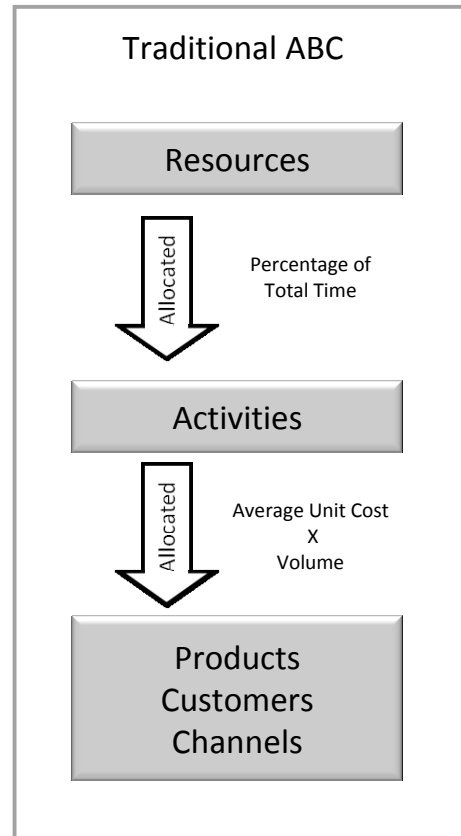 Traditional ABC
Resources
Allocated
Percentage of
Total Time
Activities
Allocated
Average Unit Cost
X
Volume
Products
Customers
Channels